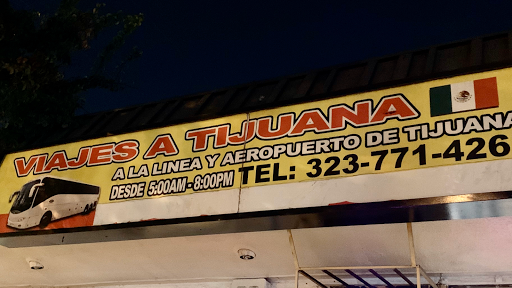 VIAJES A TIJUANA
A LA LINEA Y AEROPUERTO DE TIJUANA
DESDE 5:00AM - 8:00PM TEL: 323-771-426